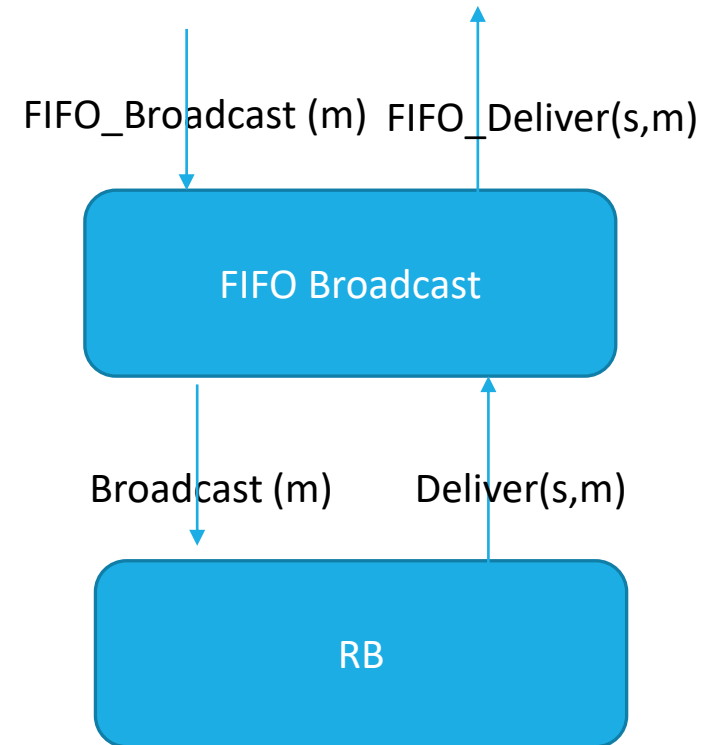 FIFO_Broadcast (m) FIFO_Deliver(s,m)
FIFO Broadcast
Broadcast (m) Deliver(s,m)
RB